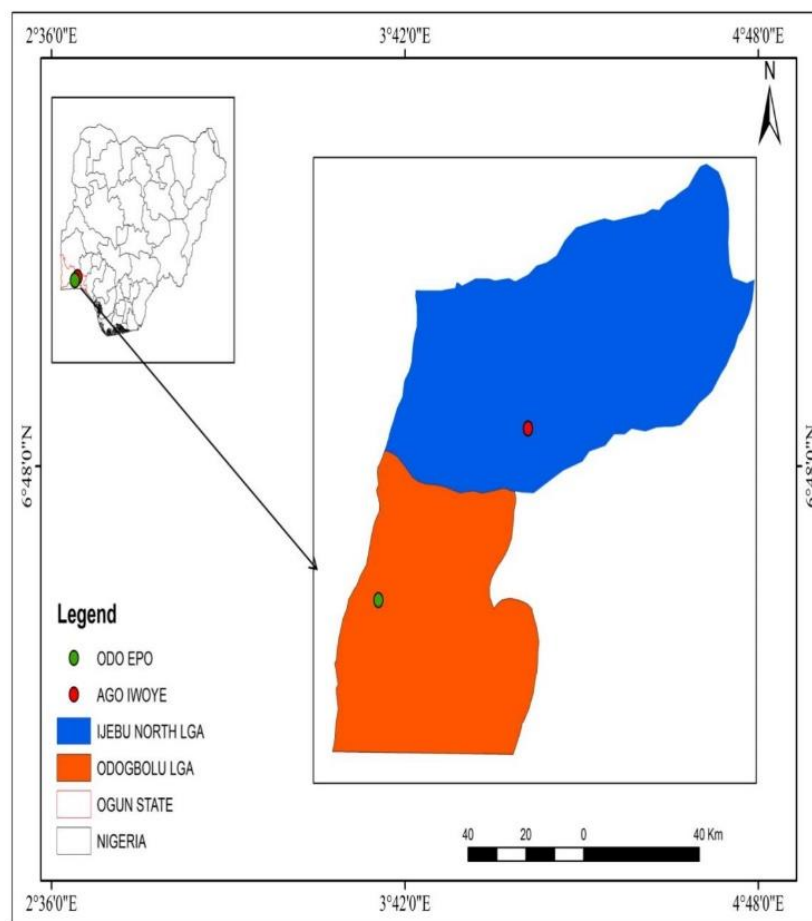 2°36'0"E 3°42'0"E 4°48'0"E
N
6°48'0"N 6°48'0"N
Legend
ODO EPO
AGO IWOYE
IJEBU NORTH LGA
ODOGBOLU LGA
OGUN STATE
NIGERIA
40 20 0 40 Km
2°36'0"E 3°42'0"E 4°48'0"E